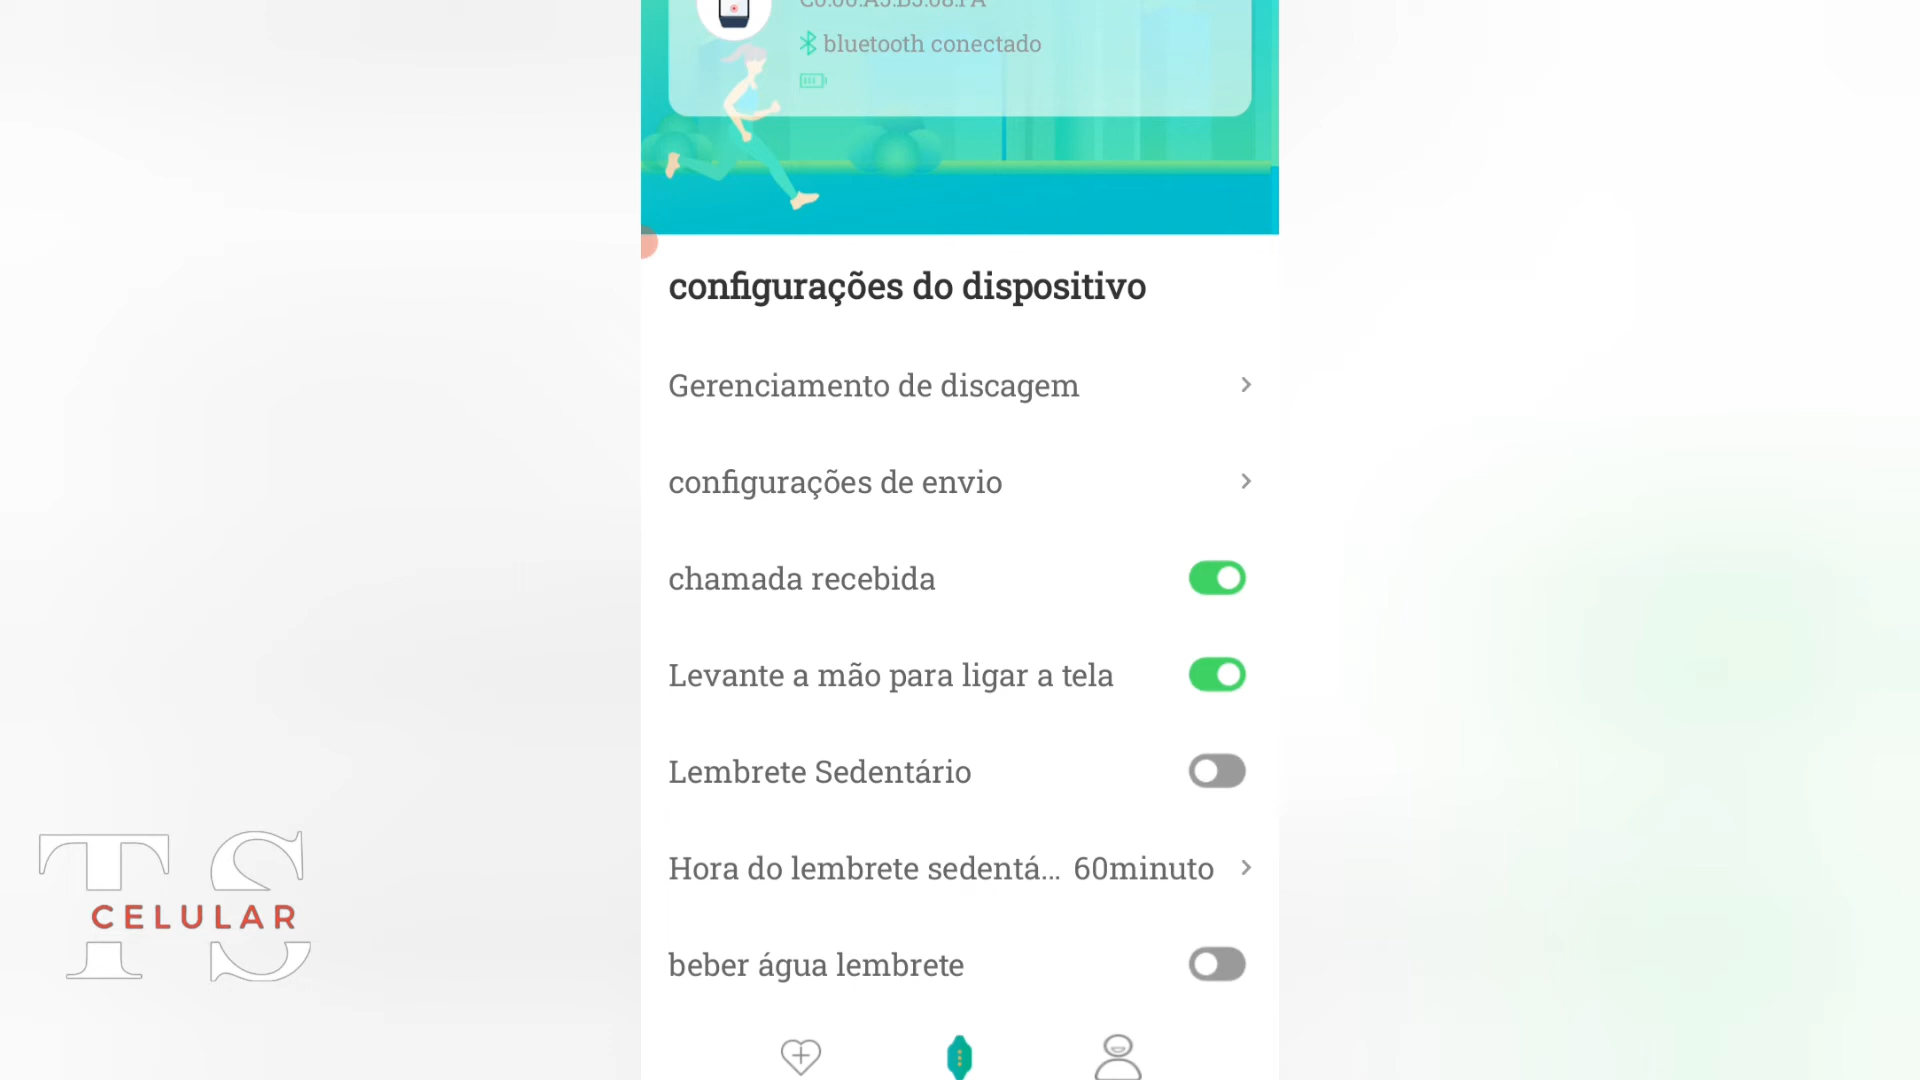 bluetooth conectado
configurações do dispositivo
Gerenciamento de discagem
configurações de envio
chamada recebida
Levante a mão para ligar a tela
Lembrete Sedentário
Hora do lembrete sedentá... 60minuto
beber água lembrete
TS
CELULAR